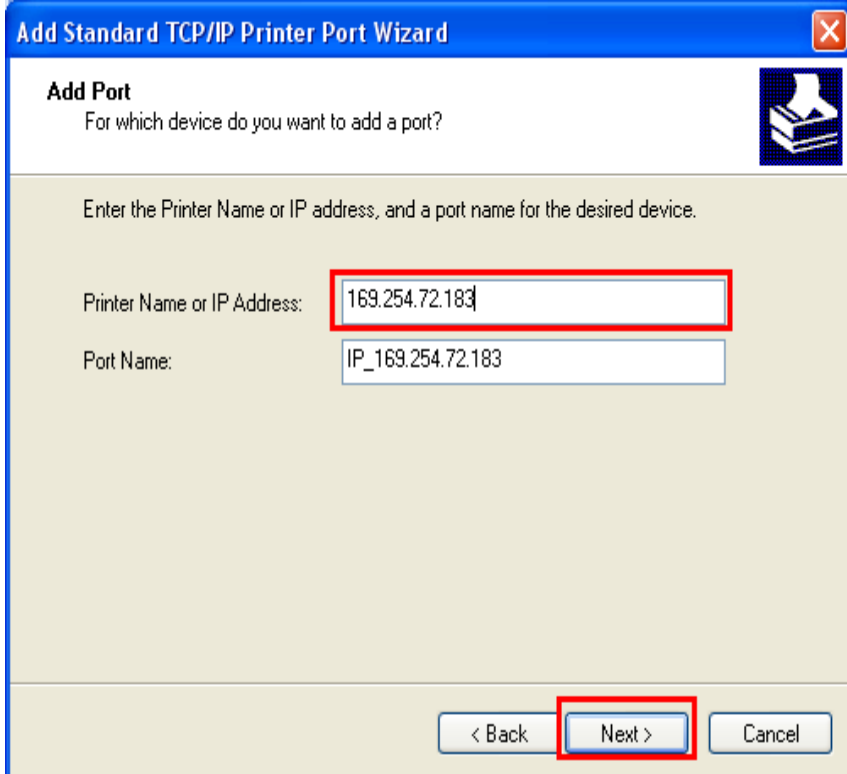 Add Standard TCP/IP Printer Port Wizard
Add Port
For which device do you want to add a port?
Enter the Printer Name or IP address, and a port name for the desired device.
Printer Name or IP Address: 169.254.72.183
Port Name: IP_169.254.72.183
< Back Next > Cancel